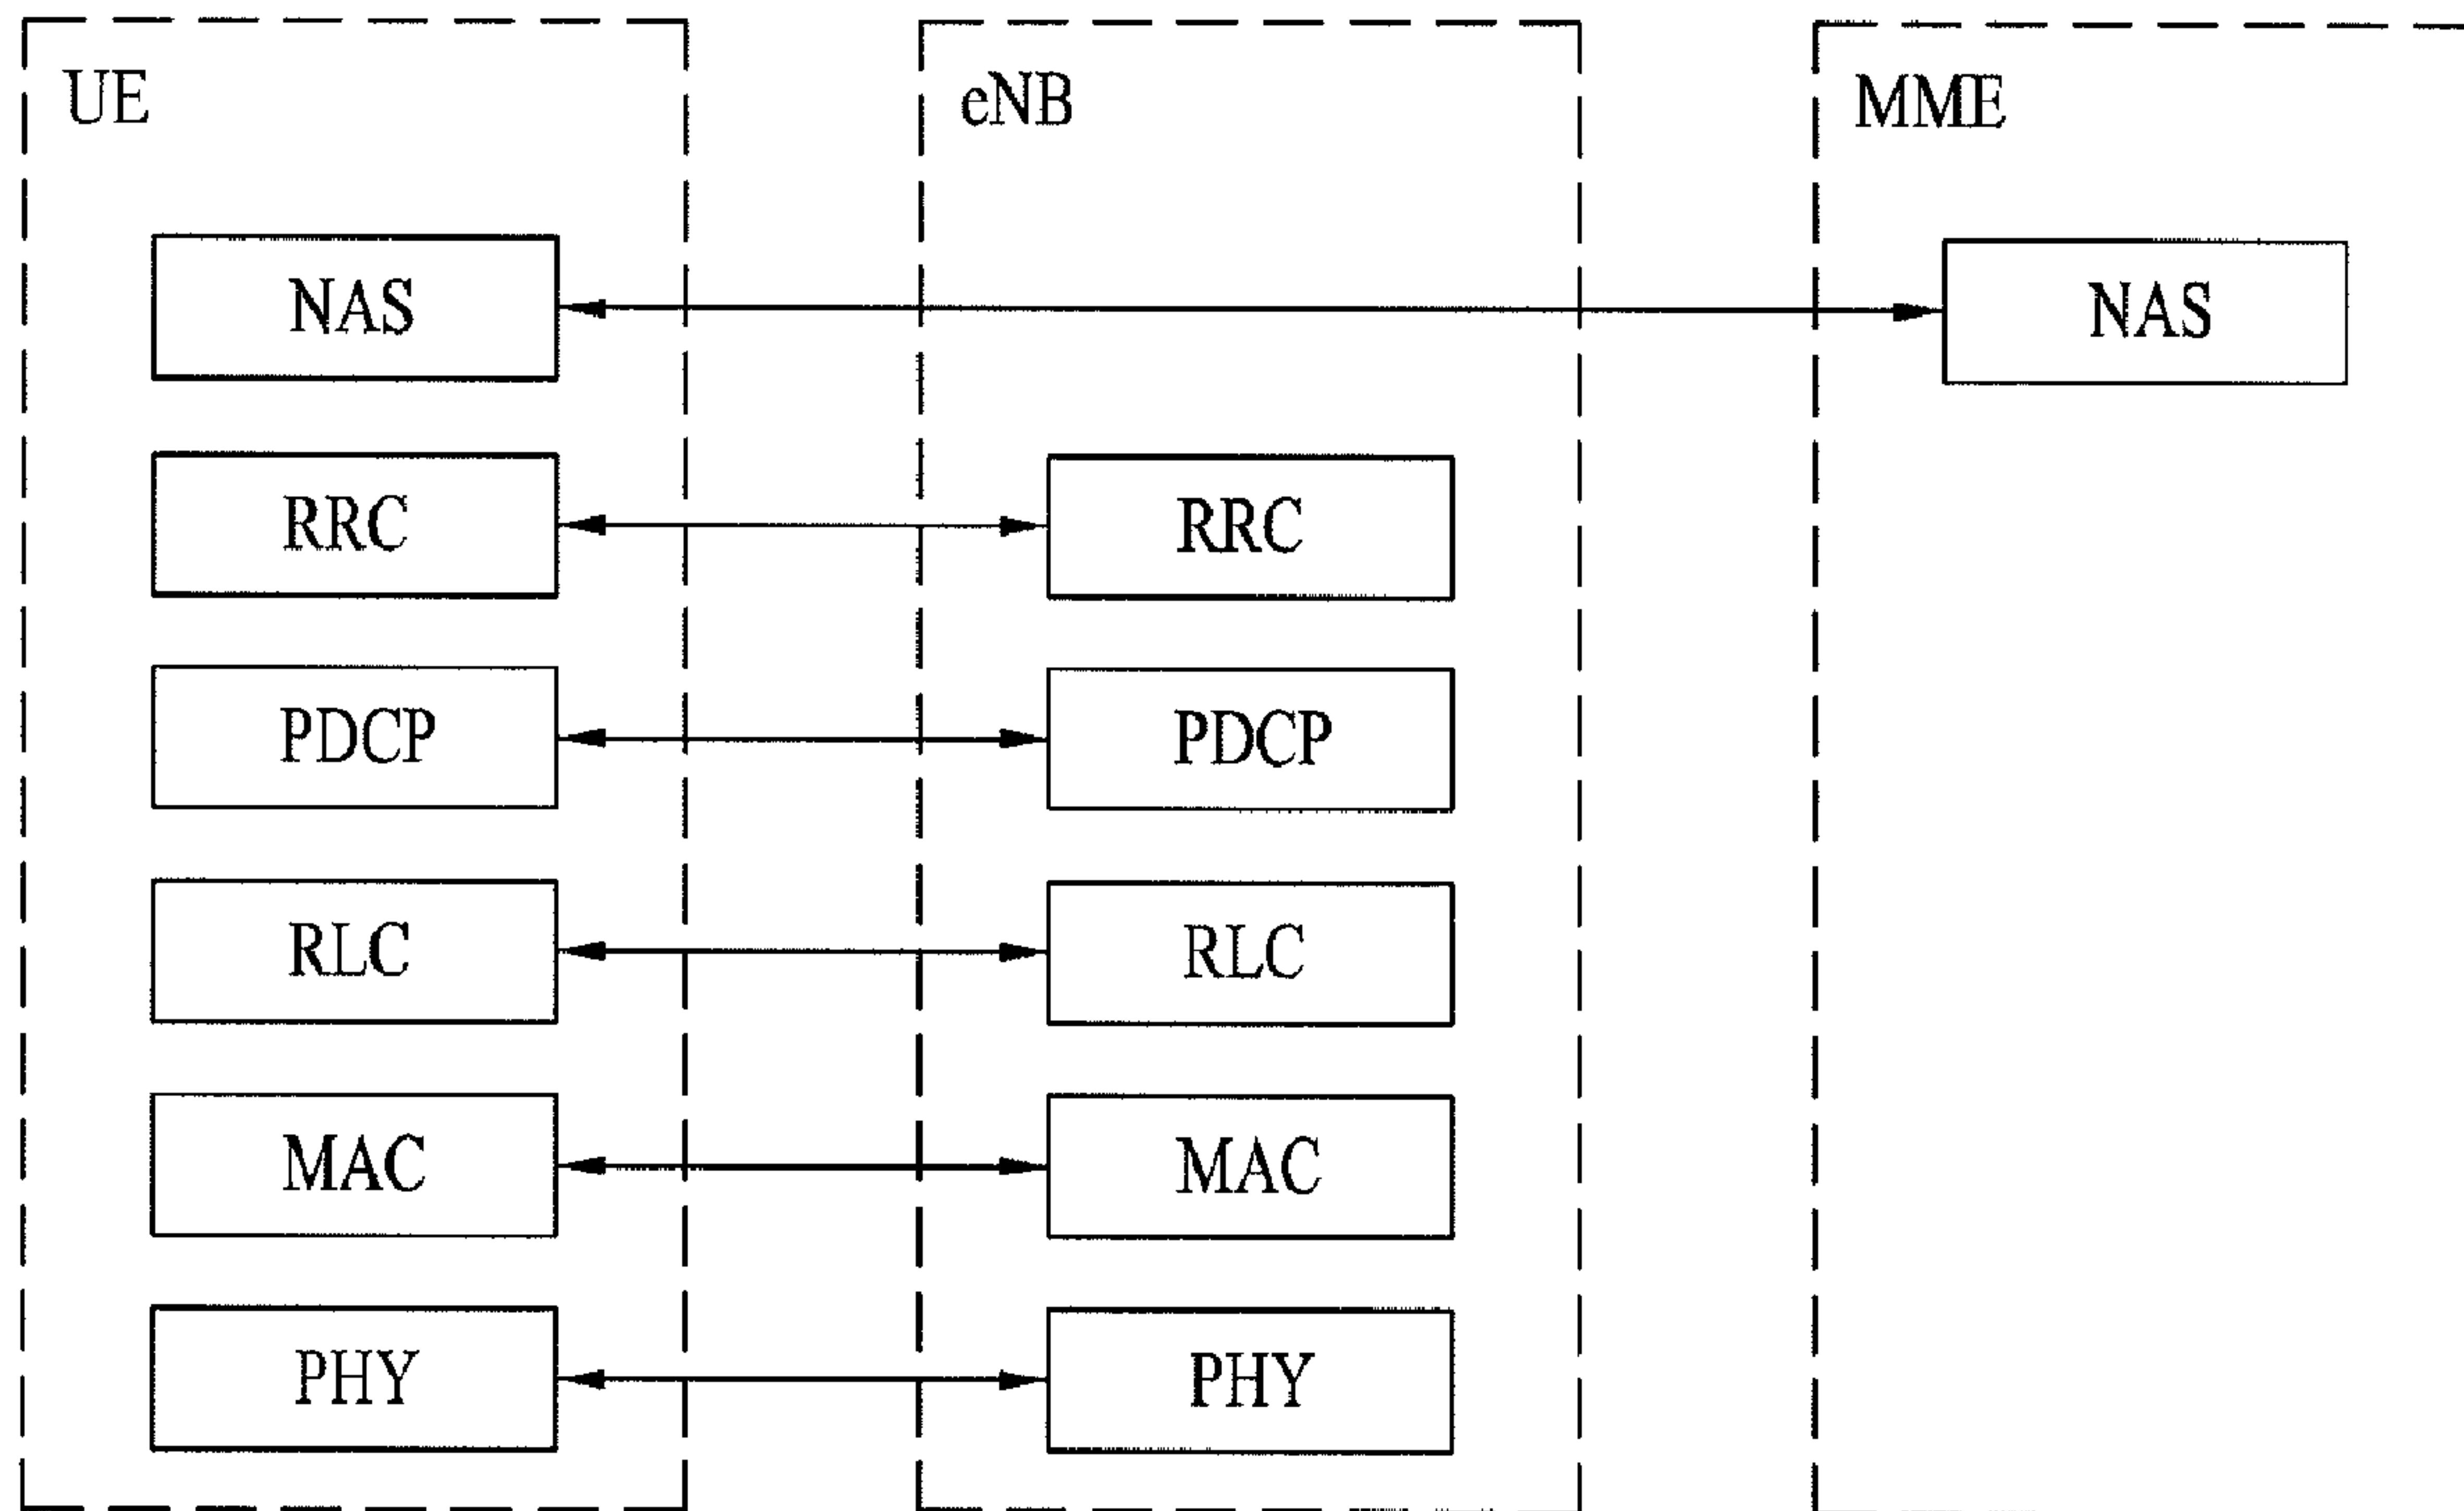 UE
eNB
MME
NAS
NAS
RRC
RRC
PDCP
PDCP
RLC
RLC
MAC
MAC
PHY
PHY